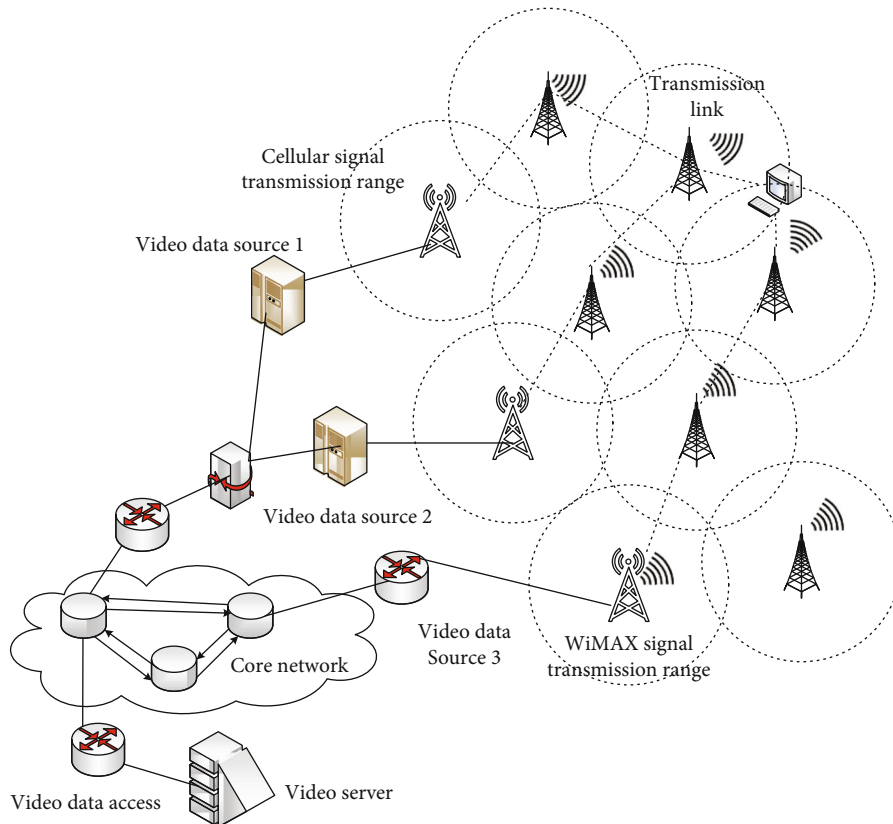 Transmission
link
Cellular signal
transmission range
Video data source 1
Video data source 2
Video data
Source 3
WiMAX signal
transmission range
Core network
Video data access
Video server